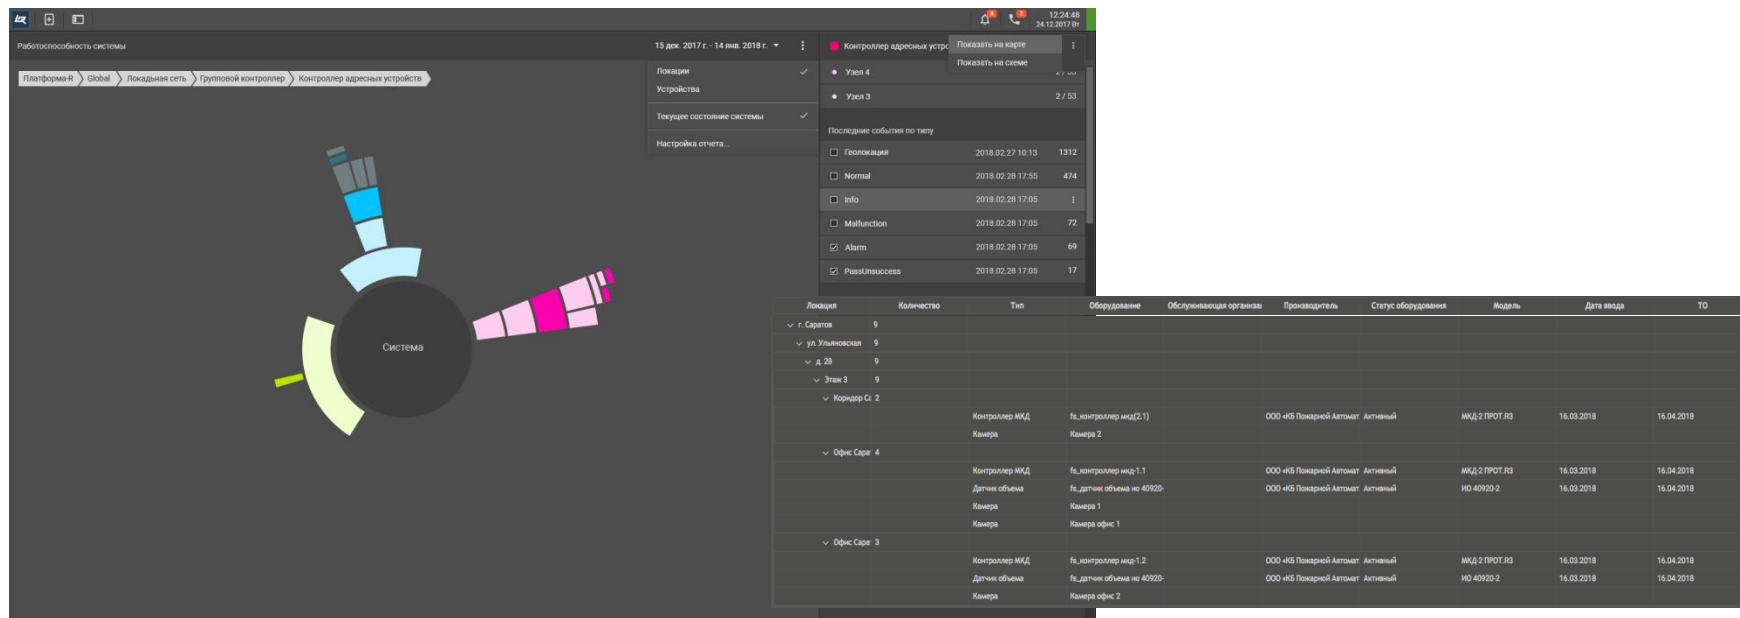 8
2
12:24:48
24.12.2017 Вт
Работоспособность системы
15 дек. 2017 г. - 14 янв. 2018 г.
Контроллер адресных устро
Показать на карте
Показать на схеме
Платформа-R
Global
Локадьная сеть
Групповой контроллер
Контроллер адресных устройств
Локации
Устройства
Текущее состояние системы
Настройка отчета...
Узел 4
2 / 53
Узел 3 2 / 53
Последние события по типу
Геолокация 2018.02.27 10:13 1312
Normal 2018.02.28 17:55 474
Info 2018.02.28 17:05
Malfunction 2018.02.28 17:05 72
Alarm 2018.02.28 17:05 69
PassUnsuccess 2018.02.28 17:05 17
Система
Локация Количество Тип Оборудование Обслуживающая организац Производитель Статус оборудования Модель Дата ввода ТО
г. Саратов 9
ул. Ульяновская 9
д. 28 9
Этаж 3 9
Коридор Са 2
Контроллер МКД fs_контроллер мкд(2.1) ООО «КБ Пожарной Автомат Активный МКД-2 ПРОТ.R3 16.03.2018 16.04.2018
Камера Камера 2
Офис Сарат 4
Контроллер МКД fs_контроллер мкд-1.1 ООО «КБ Пожарной Автомат Активный МКД-2 ПРОТ.R3 16.03.2018 16.04.2018
Датчик объема fs_датчик объема ио 40920- ООО «КБ Пожарной Автомат Активный ИО 40920-2 16.03.2018 16.04.2018
Камера Камера 1
Камера Камера офис 1
Офис Сарат 3
Контроллер МКД fs_контроллер мкд-1.2 ООО «КБ Пожарной Автомат Активный МКД-2 ПРОТ.R3 16.03.2018 16.04.2018
Датчик объема fs_датчик объема ио 40920- ООО «КБ Пожарной Автомат Активный ИО 40920-2 16.03.2018 16.04.2018
Камера Камера офис 2